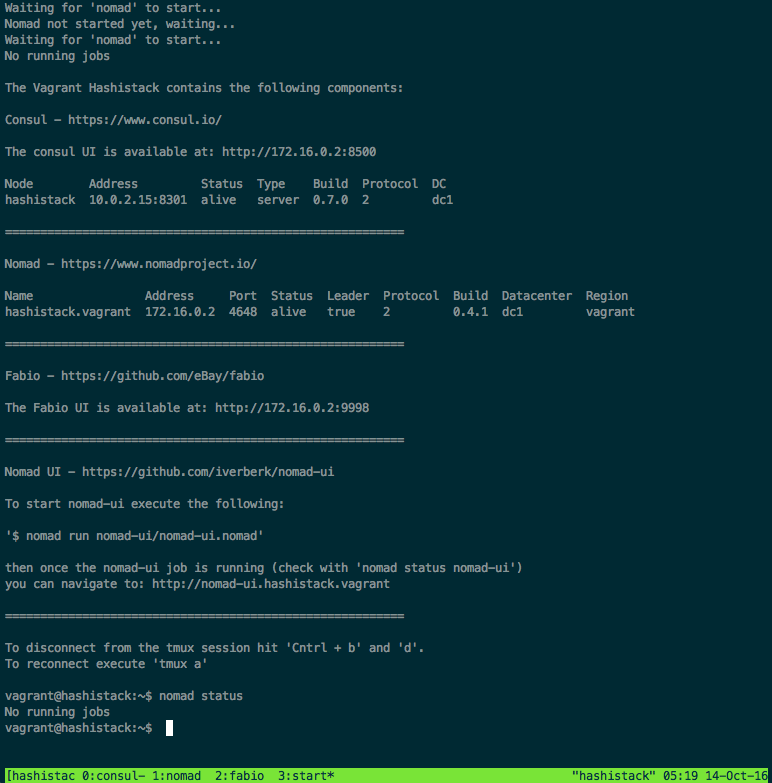 Waiting for 'nomad' to start...
Nomad not started yet, waiting...
Waiting for 'nomad' to start...
No running jobs
The Vagrant Hashistack contains the following components:
Consul - https://www.consul.io/
The consul UI is available at: http://172.16.0.2:8500
Node        Address         Status  Type    Build  Protocol  DC
hashistack  10.0.2.15:8301  alive   server  0.7.0  2         dc1
=========================================================
Nomad - https://www.nomadproject.io/
Name                Address     Port  Status  Leader  Protocol  Build  Datacenter  Region
hashistack.vagrant  172.16.0.2  4648  alive   true    2         0.4.1  dc1         vagrant
=========================================================
Fabio - https://github.com/eBay/fabio
The Fabio UI is available at: http://172.16.0.2:9998
=========================================================
Nomad UI - https://github.com/iverberk/nomad-ui
To start nomad-ui execute the following:
'$ nomad run nomad-ui/nomad-ui.nomad'
then once the nomad-ui job is running (check with 'nomad status nomad-ui')
you can navigate to: http://nomad-ui.hashistack.vagrant
=========================================================
To disconnect from the tmux session hit 'Cntrl + b' and 'd'.
To reconnect execute 'tmux a'
vagrant@hashistack:~$ nomad status
No running jobs
vagrant@hashistack:~$
[hashistac 0:consul- 1:nomad  2:fabio  3:start*                                  "hashistack" 05:19 14-Oct-16